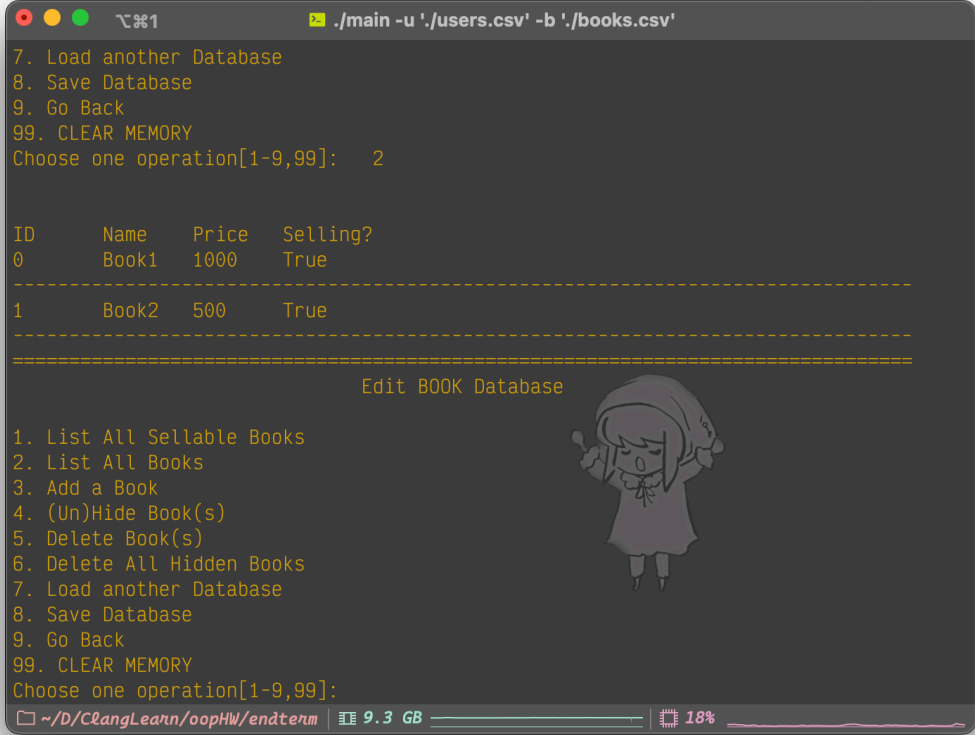 ⌥⌘1 ./main -u './users.csv' -b './books.csv'
7. Load another Database
8. Save Database
9. Go Back
99. CLEAR MEMORY
Choose one operation[1-9,99]: 2
ID Name Price Selling?
0 Book1 1000 True
--------------------------------------------------------------------------------
1 Book2 500 True
--------------------------------------------------------------------------------
================================================================================
Edit BOOK Database
1. List All Sellable Books
2. List All Books
3. Add a Book
4. (Un)Hide Book(s)
5. Delete Book(s)
6. Delete All Hidden Books
7. Load another Database
8. Save Database
9. Go Back
99. CLEAR MEMORY
Choose one operation[1-9,99]:
~/D/ClangLearn/oopHW/endterm 9.3 GB 18%